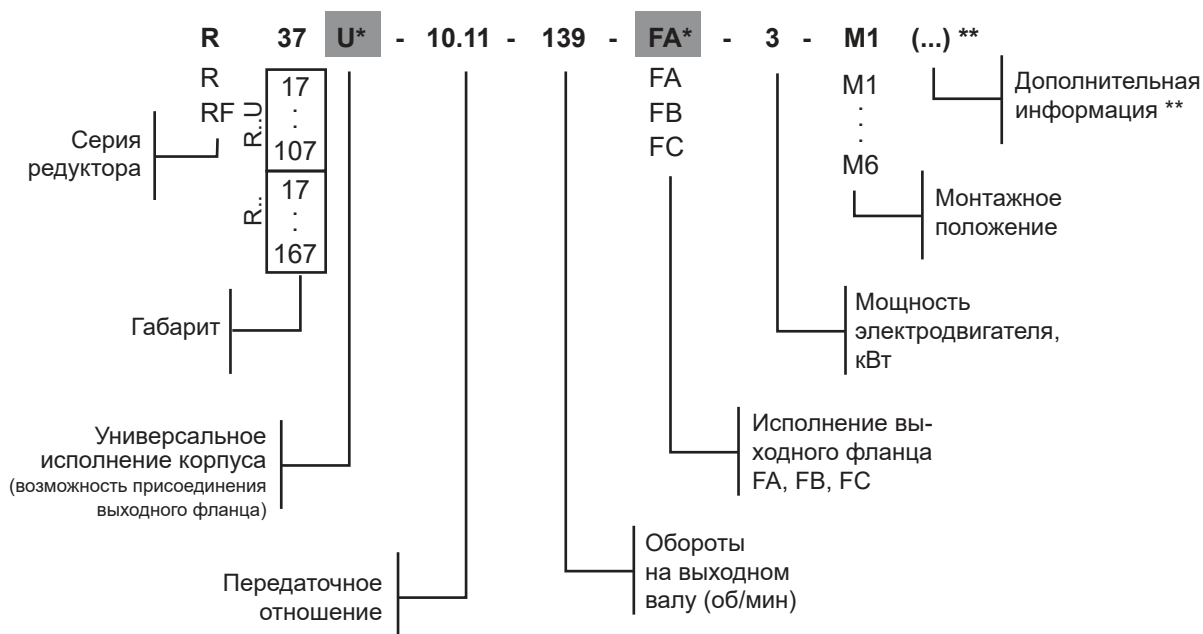 R 37 U* - 10.11 - 139 - FA* - 3 - M1 (...) **
R
RF
R..U
17
.
.
107
R..
17
.
.
167
FA
FB
FC
M1
.
.
.
M6
Дополнительная
информация **
Серия
редуктора
Монтажное
положение
Габарит
Мощность
электродвигателя,
кВт
Универсальное
исполнение корпуса
(возможность присоединения
выходного фланца)
Исполнение вы-
ходного фланца
FA, FB, FC
Передаточное
отношение
Обороты
на выходном
валу (об/мин)